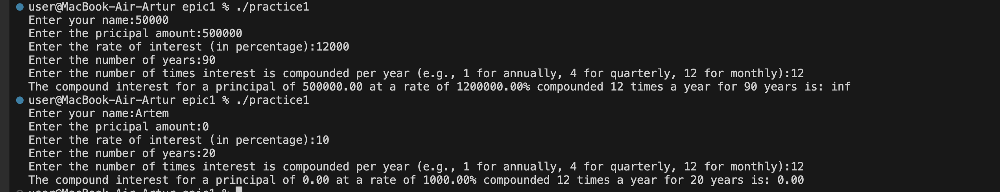 user@MacBook-Air-Artur epic1 % ./practice1
Enter your name:50000
Enter the pricipal amount:500000
Enter the rate of interest (in percentage):12000
Enter the number of years:90
Enter the number of times interest is compounded per year (e.g., 1 for annually, 4 for quarterly, 12 for monthly):12
The compound interest for a principal of 500000.00 at a rate of 1200000.00% compounded 12 times a year for 90 years is: inf
user@MacBook-Air-Artur epic1 % ./practice1
Enter your name:Artem
Enter the pricipal amount:0
Enter the rate of interest (in percentage):10
Enter the number of years:20
Enter the number of times interest is compounded per year (e.g., 1 for annually, 4 for quarterly, 12 for monthly):12
The compound interest for a principal of 0.00 at a rate of 1000.00% compounded 12 times a year for 20 years is: 0.00
user@MacBook-Air-Artur epic1 %